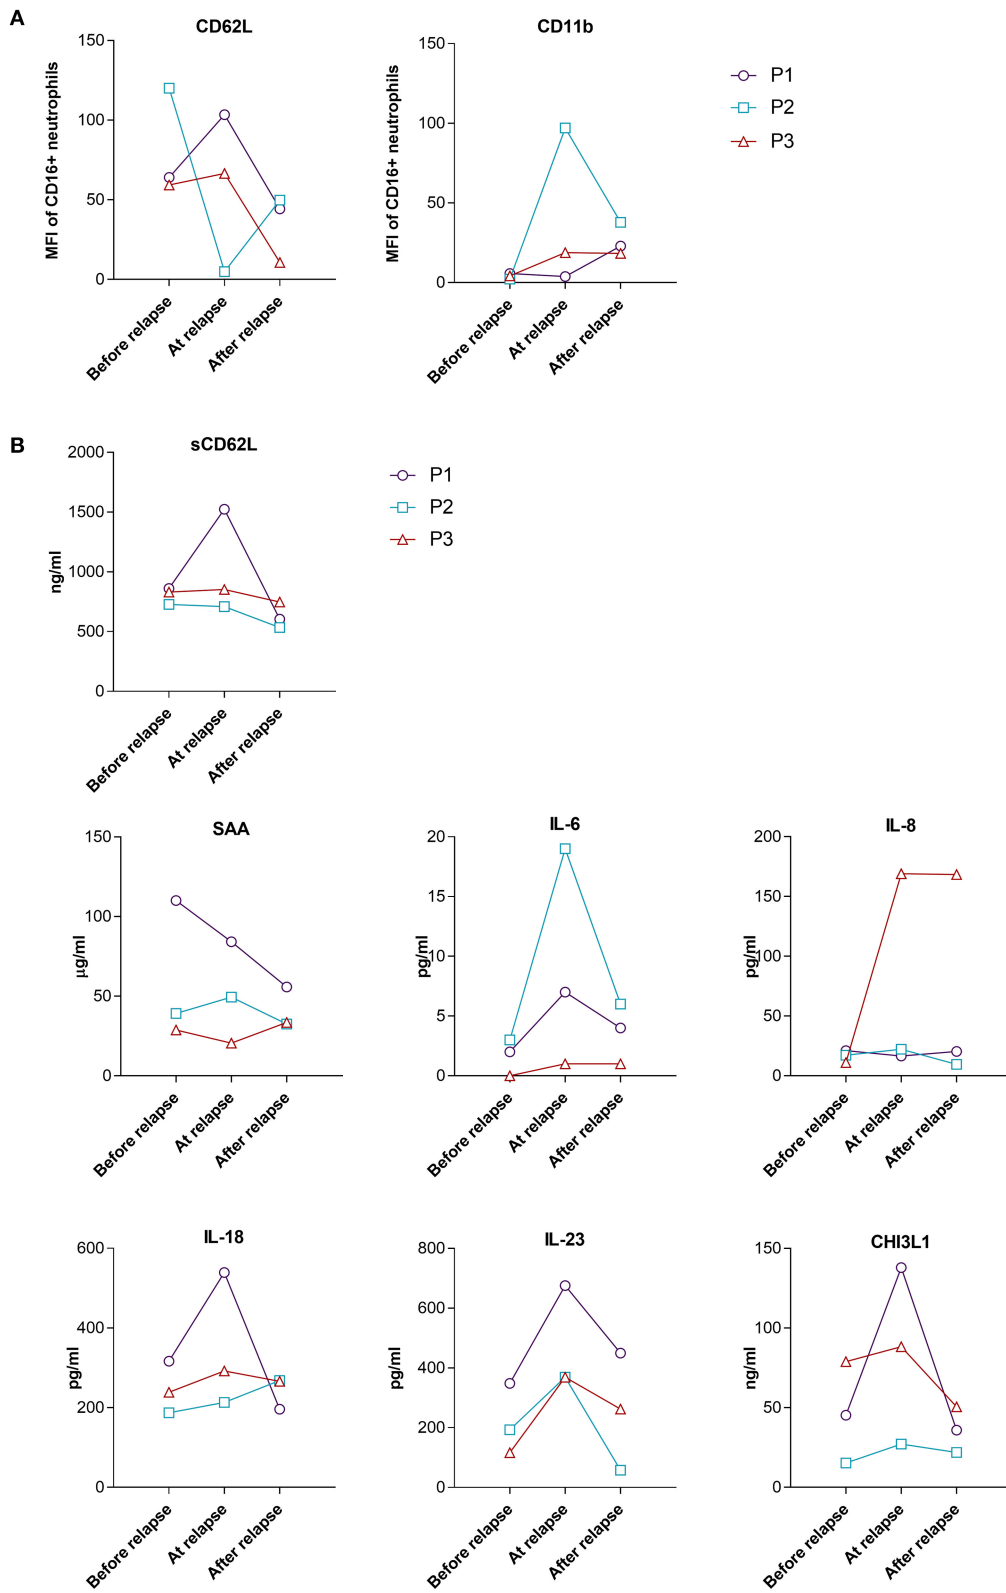 A
CD62L
CD11b
MFI of CD16+ neutrophils
150
100
50
0
Before relapse
At relapse
After relapse
MFI of CD16+ neutrophils
150
100
50
0
Before relapse
At relapse
After relapse
P1
P2
P3
B
sCD62L
ng/ml
2000
1500
1000
500
0
Before relapse
At relapse
After relapse
P1
P2
P3
SAA
µg/ml
150
100
50
0
Before relapse
At relapse
After relapse
IL-6
pg/ml
20
15
10
5
0
Before relapse
At relapse
After relapse
IL-8
pg/ml
200
150
100
50
0
Before relapse
At relapse
After relapse
IL-18
pg/ml
600
400
200
0
Before relapse
At relapse
After relapse
IL-23
pg/ml
800
600
400
200
0
Before relapse
At relapse
After relapse
CHI3L1
ng/ml
150
100
50
0
Before relapse
At relapse
After relapse